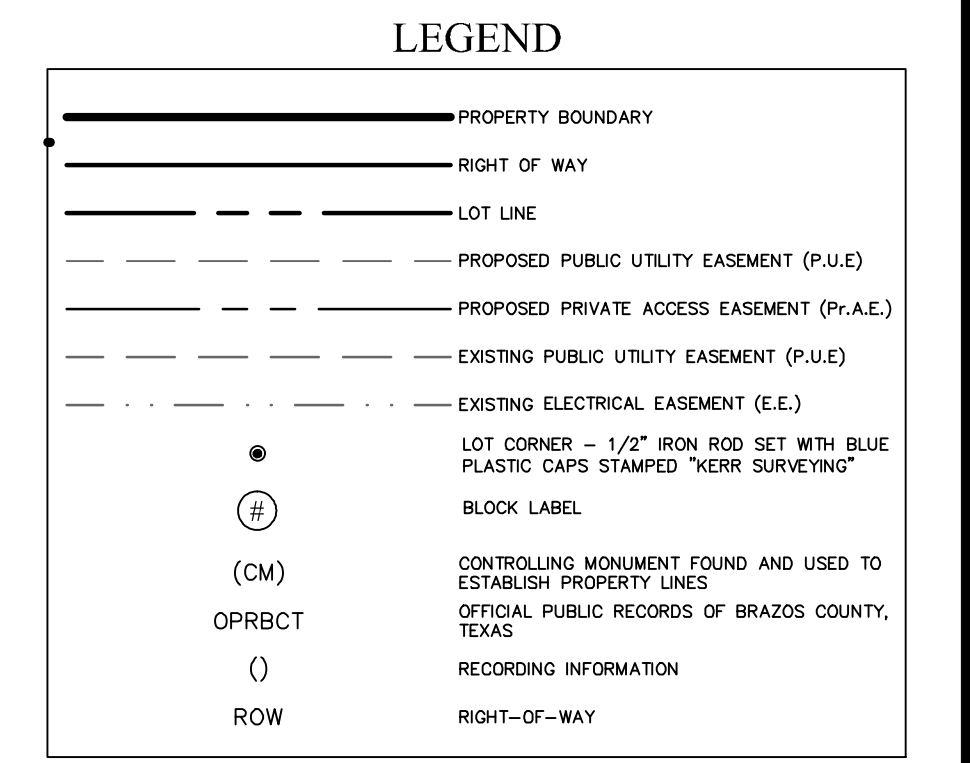 LEGEND
PROPERTY BOUNDARY
RIGHT OF WAY
LOT LINE
PROPOSED PUBLIC UTILITY EASEMENT (P.U.E)
PROPOSED PRIVATE ACCESS EASEMENT (Pr.A.E.)
EXISTING PUBLIC UTILITY EASEMENT (P.U.E)
EXISTING ELECTRICAL EASEMENT (E.E.)
LOT CORNER – 1/2" IRON ROD SET WITH BLUE
PLASTIC CAPS STAMPED "KERR SURVEYING"
# BLOCK LABEL
(CM) CONTROLLING MONUMENT FOUND AND USED TO
ESTABLISH PROPERTY LINES
OPRBCT OFFICIAL PUBLIC RECORDS OF BRAZOS COUNTY,
TEXAS
() RECORDING INFORMATION
ROW RIGHT–OF–WAY